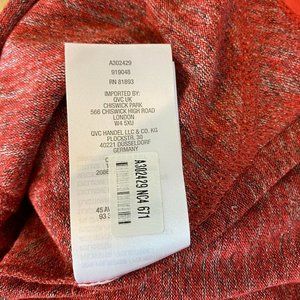 A302429
919048
RN 81893
IMPORTED BY:
QVC UK
CHISWICK PARK
566 CHISWICK HIGH ROAD
LONDON
W4 5XU
QVC HANDEL LLC & CO. KG
PLOCKSTR. 30
40221 DUSSELDORF
GERMANY
A302429 NCA 671